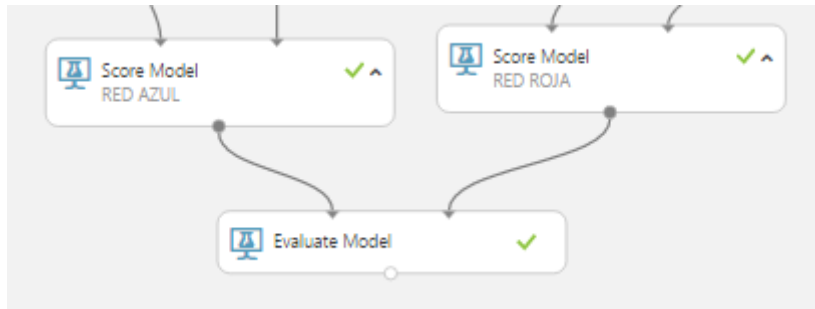 Score Model
RED AZUL
Score Model
RED ROJA
Evaluate Model